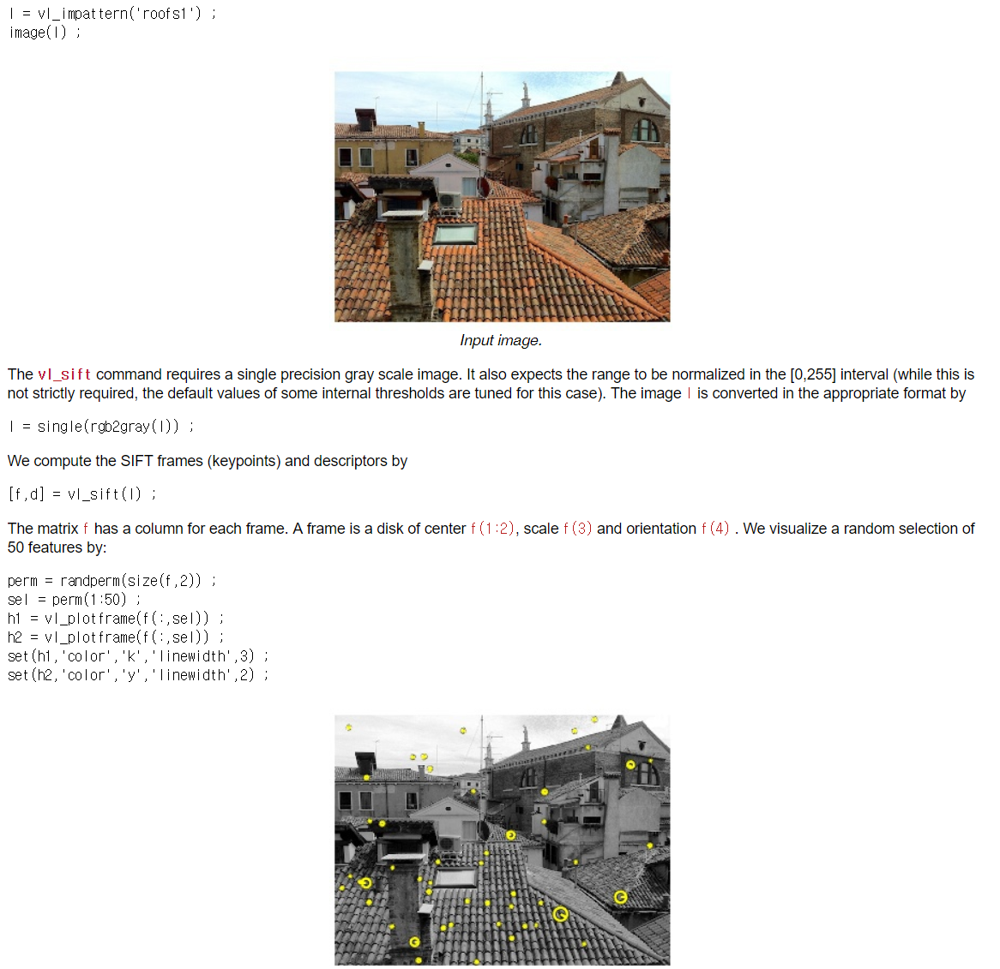 I = vl_impattern('roofs1') ;
image(I) ;
Input image.
The vl_sift command requires a single precision gray scale image. It also expects the range to be normalized in the [0,255] interval (while this is
not strictly required, the default values of some internal thresholds are tuned for this case). The image I is converted in the appropriate format by
I = single(rgb2gray(I)) ;
We compute the SIFT frames (keypoints) and descriptors by
[f,d] = vl_sift(I) ;
The matrix f has a column for each frame. A frame is a disk of center f(1:2), scale f(3) and orientation f(4) . We visualize a random selection of
50 features by:
perm = randperm(size(f,2)) ;
sel = perm(1:50) ;
h1 = vl_plotframe(f(:,sel)) ;
h2 = vl_plotframe(f(:,sel)) ;
set(h1,'color','k','linewidth',3) ;
set(h2,'color','y','linewidth',2) ;